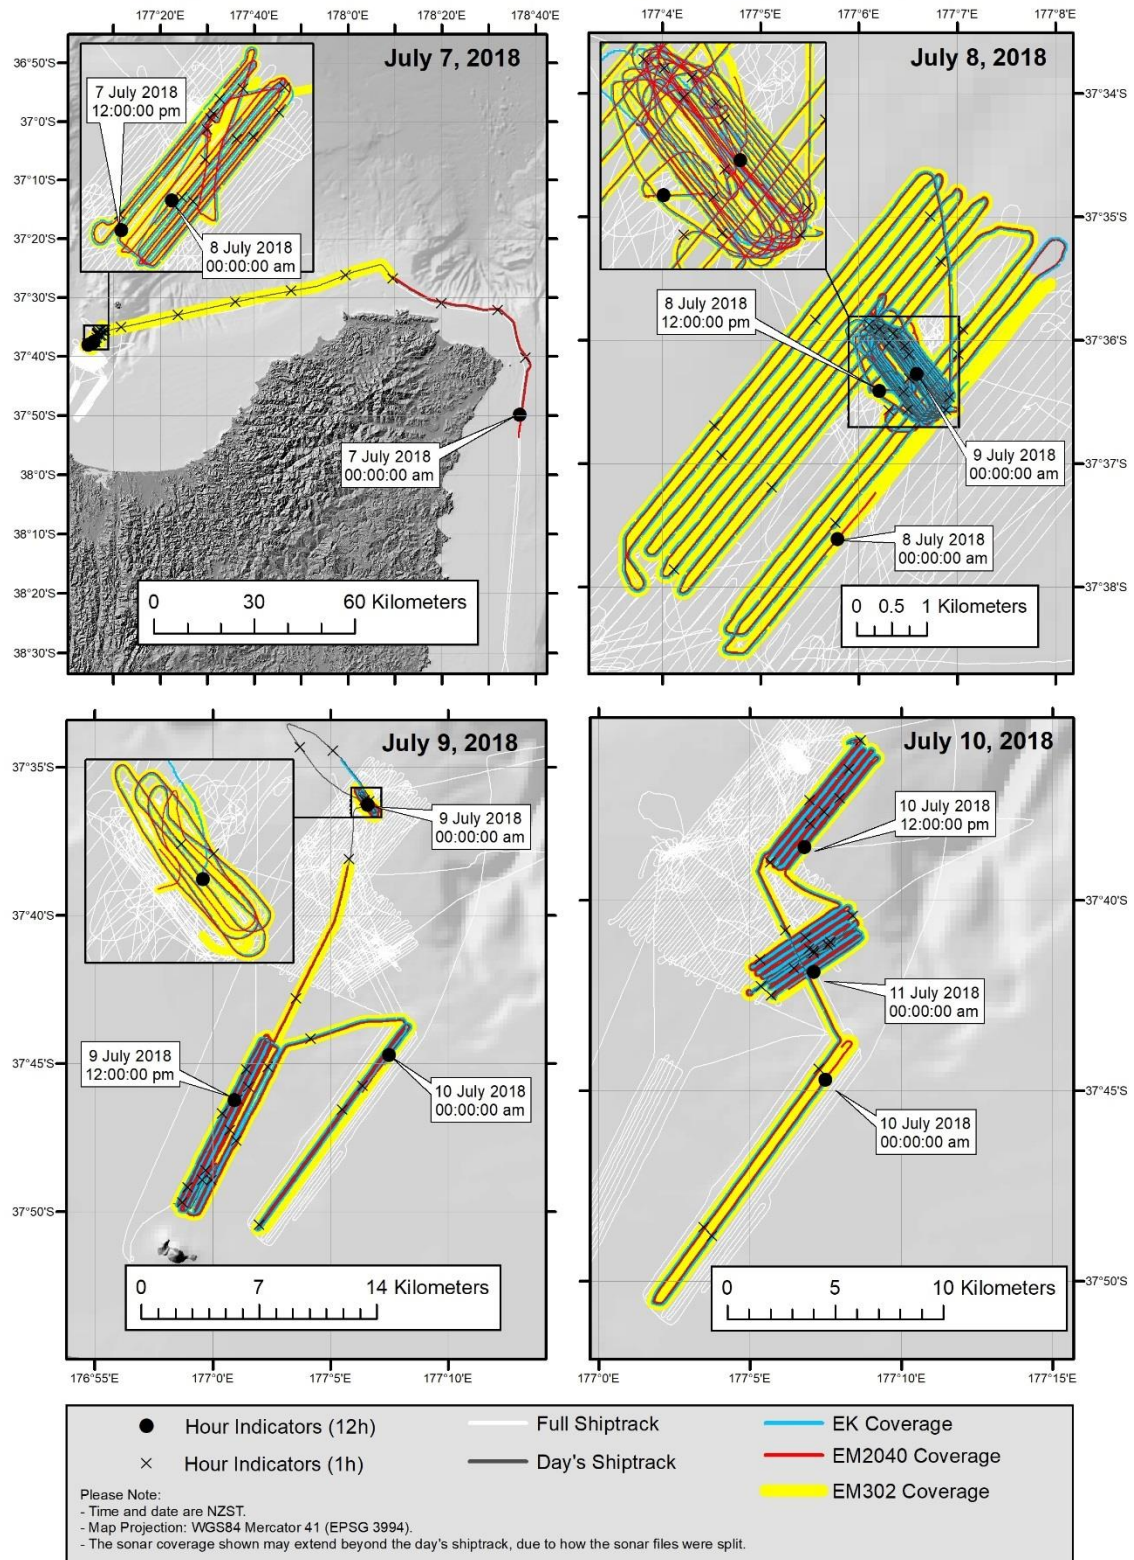 177°20'E 177°40'E 178°0'E 178°20'E 178°40'E
July 7, 2018
36°50'S
37°0'S
37°10'S
37°20'S
37°30'S
37°40'S
37°50'S
38°0'S
38°10'S
38°20'S
38°30'S
7 July 2018
12:00:00 pm
8 July 2018
00:00:00 am
7 July 2018
00:00:00 am
0 30 60 Kilometers
177°4'E 177°5'E 177°6'E 177°7'E 177°8'E
July 8, 2018
37°34'S
37°35'S
37°36'S
37°37'S
37°38'S
8 July 2018
12:00:00 pm
9 July 2018
00:00:00 am
8 July 2018
00:00:00 am
0 0.5 1 Kilometers
July 9, 2018
37°35'S
37°40'S
37°45'S
37°50'S
9 July 2018
00:00:00 am
9 July 2018
12:00:00 pm
10 July 2018
00:00:00 am
0 7 14 Kilometers
176°55'E 177°0'E 177°5'E 177°10'E
July 10, 2018
10 July 2018
12:00:00 pm
37°40'S
11 July 2018
00:00:00 am
37°45'S
10 July 2018
00:00:00 am
37°50'S
0 5 10 Kilometers
177°0'E 177°5'E 177°10'E 177°15'E
Hour Indicators (12h)
Hour Indicators (1h)
Full Shiptrack
Day's Shiptrack
EK Coverage
EM2040 Coverage
EM302 Coverage
Please Note:
- Time and date are NZST.
- Map Projection: WGS84 Mercator 41 (EPSG 3994).
- The sonar coverage shown may extend beyond the day's shiptrack, due to how the sonar files were split.